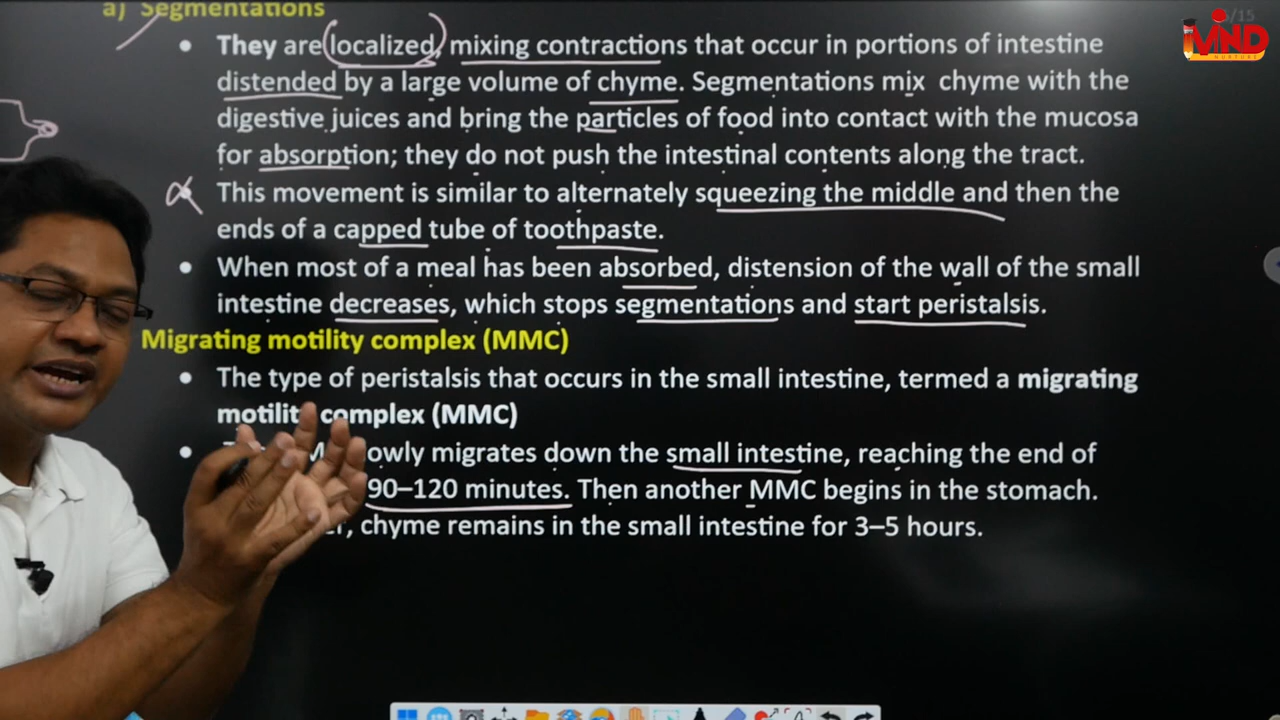 a) Segmentations
5/15
MIND
NURTURE
They are localized, mixing contractions that occur in portions of intestine
distended by a large volume of chyme. Segmentations mix chyme with the
digestive juices and bring the particles of food into contact with the mucosa
for absorption; they do not push the intestinal contents along the tract.
This movement is similar to alternately squeezing the middle and then the
ends of a capped tube of toothpaste.
When most of a meal has been absorbed, distension of the wall of the small
intestine decreases, which stops segmentations and start peristalsis.
Migrating motility complex (MMC)
The type of peristalsis that occurs in the small intestine, termed a migrating
motility complex (MMC)
owly migrates down the small intestine, reaching the end of
90–120 minutes. Then another MMC begins in the stomach.
chyme remains in the small intestine for 3–5 hours.